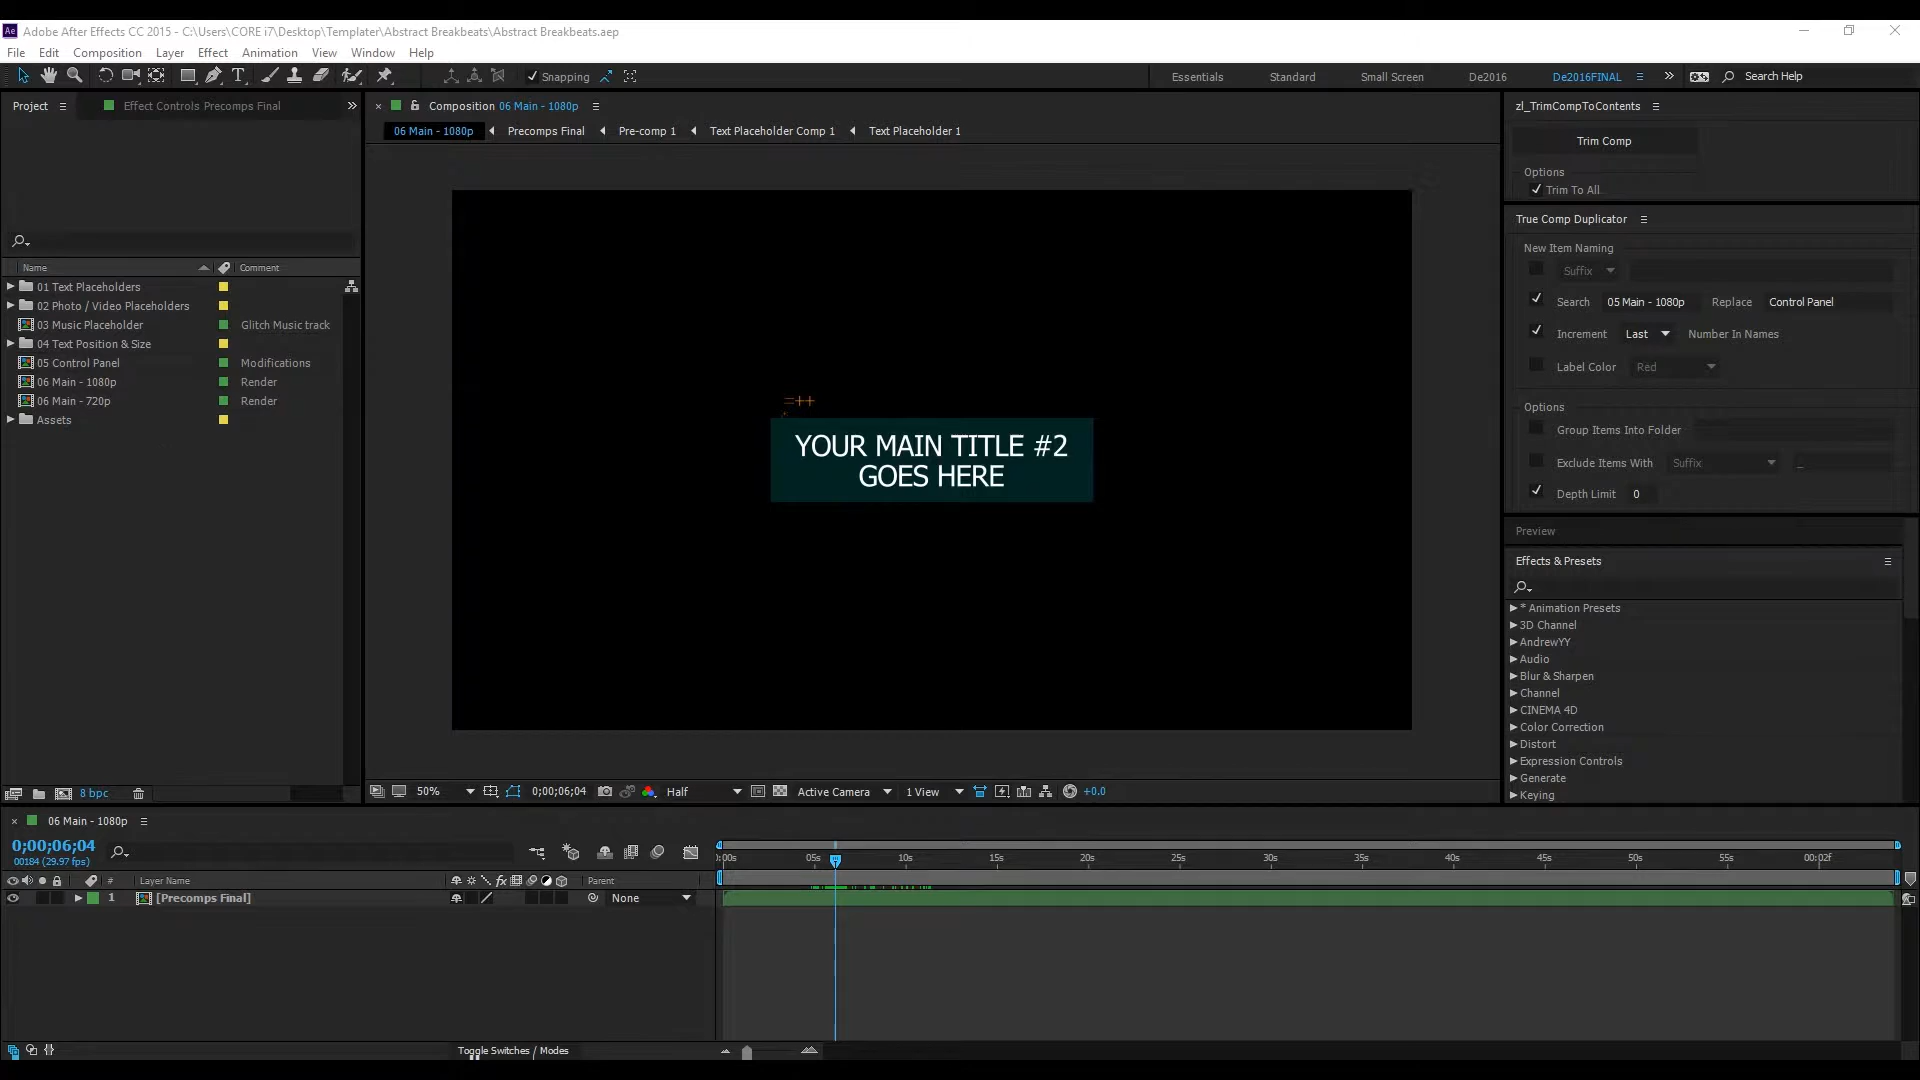 Ae Adobe After Effects CC 2015 - C:\Users\CORE i7\Desktop\Templater\Abstract Breakbeats\Abstract Breakbeats.aep
File Edit Composition Layer Effect Animation View Window Help
Snapping
Essentials Standard Small Screen De2016 De2016FINAL Search Help
Project Effect Controls Precomps Final
Composition 06 Main - 1080p
06 Main - 1080p Precomps Final Pre-comp 1 Text Placeholder Comp 1 Text Placeholder 1
Name Comment
01 Text Placeholders
02 Photo / Video Placeholders
03 Music Placeholder Glitch Music track
04 Text Position & Size
05 Control Panel Modifications
06 Main - 1080p Render
06 Main - 720p Render
Assets
8 bpc
=++
YOUR MAIN TITLE #2
GOES HERE
50% 0;00;06;04 Half Active Camera 1 View +0.0
zl_TrimCompToContents
Trim Comp
Options
Trim To All
True Comp Duplicator
New Item Naming
Suffix
Search 05 Main - 1080p Replace Control Panel
Increment Last Number In Names
Label Color Red
Options
Group Items Into Folder
Exclude Items With Suffix _
Depth Limit 0
Preview
Effects & Presets
* Animation Presets
3D Channel
AndrewYY
Audio
Blur & Sharpen
Channel
CINEMA 4D
Color Correction
Distort
Expression Controls
Generate
Keying
06 Main - 1080p
0;00;06;04
00184 (29.97 fps)
0:00s 05s 10s 15s 20s 25s 30s 35s 40s 45s 50s 55s 00:02f
# Layer Name Parent
1 [Precomps Final] None
Toggle Switches / Modes